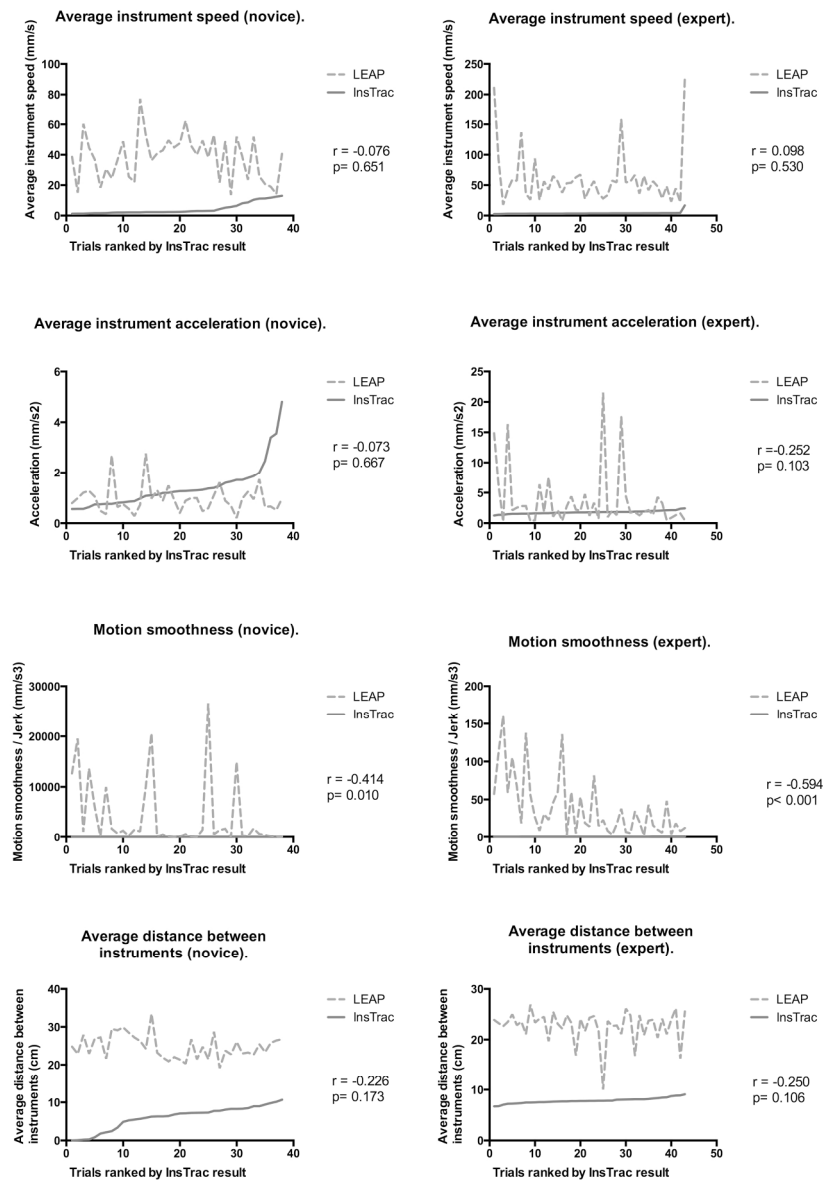 Average instrument speed (novice).
Average instrument speed (mm/s)
100
80
60
40
20
0
0 10 20 30 40
Trials ranked by InsTrac result
LEAP
InsTrac
r = -0.076
p= 0.651
Average instrument speed (expert).
Average instrument speed (mm/s)
250
200
150
100
50
0
0 10 20 30 40 50
Trials ranked by InsTrac result
LEAP
InsTrac
r = 0.098
p= 0.530
Average instrument acceleration (novice).
Acceleration (mm/s2)
6
4
2
0
0 10 20 30 40
Trials ranked by InsTrac result
LEAP
InsTrac
r = -0.073
p= 0.667
Average instrument acceleration (expert).
Acceleration (mm/s2)
25
20
15
10
5
0
0 10 20 30 40 50
Trials ranked by InsTrac result
LEAP
InsTrac
r =-0.252
p= 0.103
Motion smoothness (novice).
Motion smoothness / Jerk (mm/s3)
30000
20000
10000
0
0 10 20 30 40
Trials ranked by InsTrac result
LEAP
InsTrac
r = -0.414
p= 0.010
Motion smoothness (expert).
Motion smoothness / Jerk (mm/s3)
200
150
100
50
0
0 10 20 30 40 50
Trials ranked by InsTrac result
LEAP
InsTrac
r = -0.594
p< 0.001
Average distance between
instruments (novice).
Average distance between
instruments (cm)
40
30
20
10
0
0 10 20 30 40
Trials ranked by InsTrac result
LEAP
InsTrac
r = -0.226
p= 0.173
Average distance between
instruments (expert).
Average distance between
instruments (cm)
30
20
10
0
0 10 20 30 40 50
Trials ranked by InsTrac result
LEAP
InsTrac
r = -0.250
p= 0.106